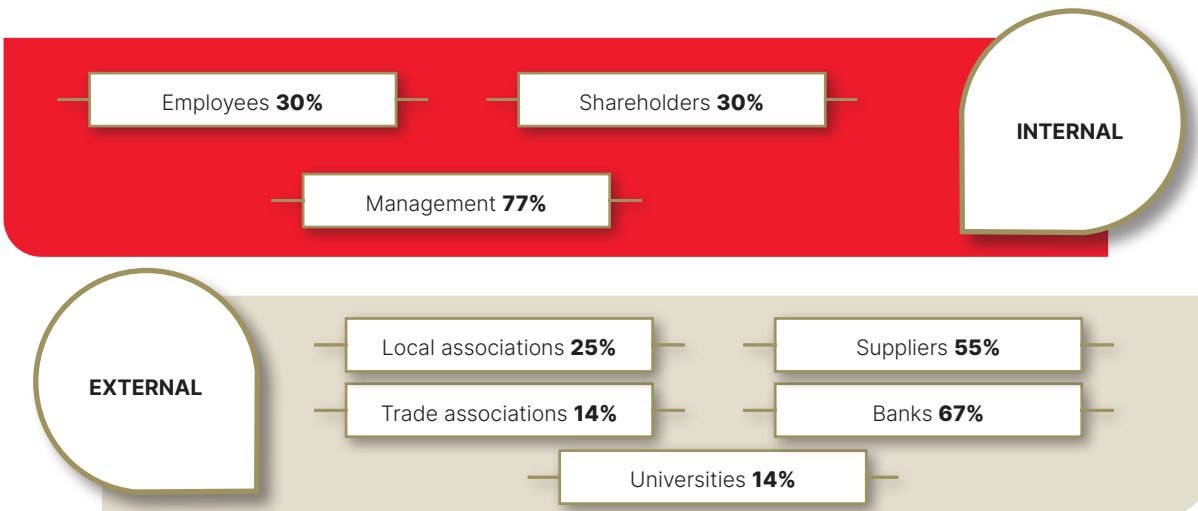 Employees 30%
Shareholders 30%
INTERNAL
Management 77%
Local associations 25%
Suppliers 55%
EXTERNAL
Trade associations 14%
Banks 67%
Universities 14%